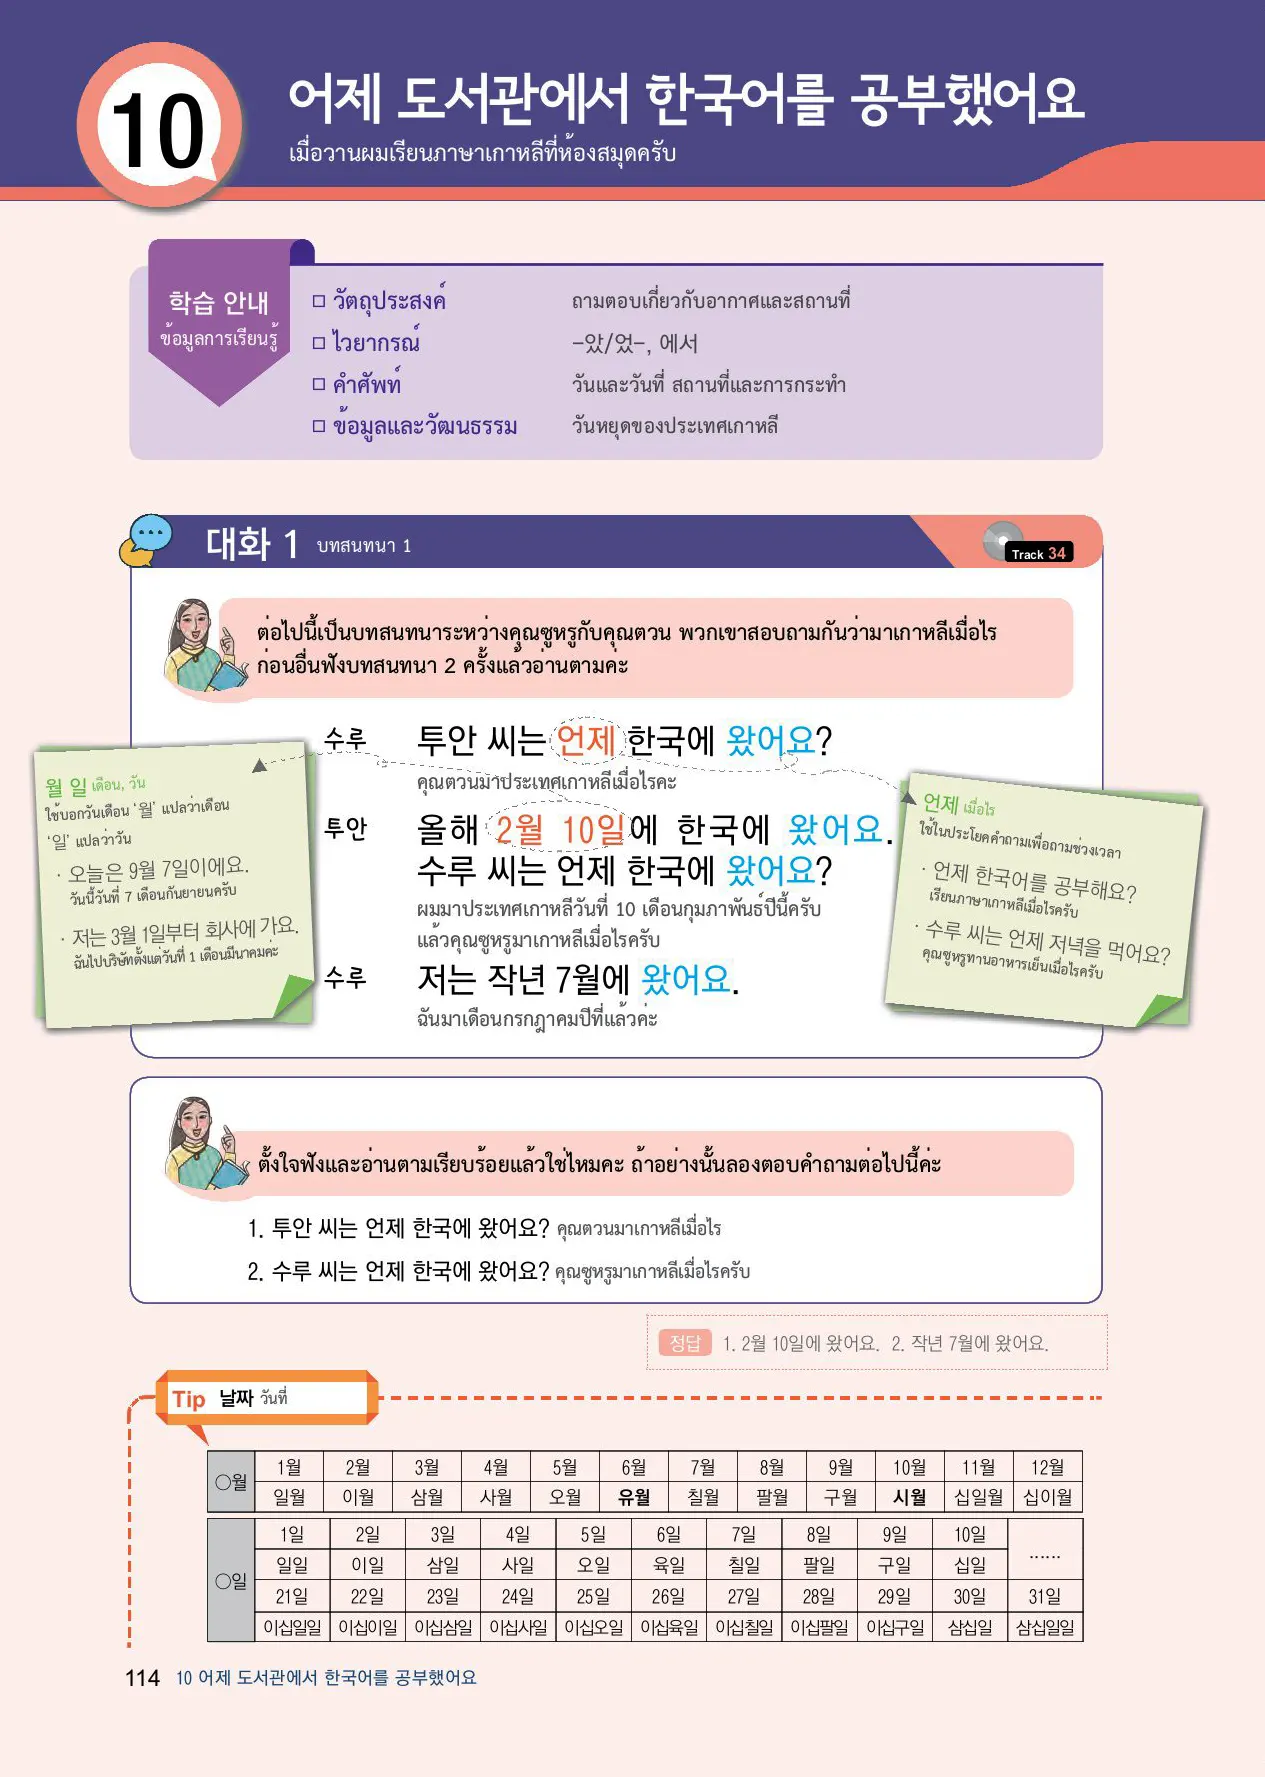 10
어제 도서관에서 한국어를 공부했어요
เมื่อวานผมเรียนภาษาเกาหลีที่ห้องสมุดครับ
학습 안내
ข้อมูลการเรียนรู้
□ วัตถุประสงค์ ถามตอบเกี่ยวกับอากาศและสถานที่
□ ไวยากรณ์ –았/었–, 에서
□ คำศัพท์ วันและวันที่ สถานที่และการกระทำ
□ ข้อมูลและวัฒนธรรม วันหยุดของประเทศเกาหลี
대화 1 บทสนทนา 1
Track 34
ต่อไปนี้เป็นบทสนทนาระหว่างคุณซูหรูกับคุณตวน พวกเขาสอบถามกันว่ามาเกาหลีเมื่อไร
ก่อนอื่นฟังบทสนทนา 2 ครั้งแล้วอ่านตามค่ะ
수루 투안 씨는 언제 한국에 왔어요?
คุณตวนมาประเทศเกาหลีเมื่อไรคะ
투안 올해 2월 10일에 한국에 왔어요.
수루 씨는 언제 한국에 왔어요?
ผมมาประเทศเกาหลีวันที่ 10 เดือนกุมภาพันธ์ปีนี้ครับ
แล้วคุณซูหรูมาเกาหลีเมื่อไรครับ
수루 저는 작년 7월에 왔어요.
ฉันมาเดือนกรกฎาคมปีที่แล้วค่ะ
월 일 เดือน, วัน
ใช้บอกวันเดือน ‘월’ แปลว่าเดือน
‘일’ แปลว่าวัน
· 오늘은 9월 7일이에요.
วันนี้วันที่ 7 เดือนกันยายนครับ
· 저는 3월 1일부터 회사에 가요.
ฉันไปบริษัทตั้งแต่วันที่ 1 เดือนมีนาคมค่ะ
언제 เมื่อไร
ใช้ในประโยคคำถามเพื่อถามช่วงเวลา
· 언제 한국어를 공부해요?
เรียนภาษาเกาหลีเมื่อไรครับ
· 수루 씨는 언제 저녁을 먹어요?
คุณซูหรูทานอาหารเย็นเมื่อไรครับ
ตั้งใจฟังและอ่านตามเรียบร้อยแล้วใช่ไหมคะ ถ้าอย่างนั้นลองตอบคำถามต่อไปนี้ค่ะ
1. 투안 씨는 언제 한국에 왔어요? คุณตวนมาเกาหลีเมื่อไร
2. 수루 씨는 언제 한국에 왔어요? คุณซูหรูมาเกาหลีเมื่อไรครับ
정답 1. 2월 10일에 왔어요. 2. 작년 7월에 왔어요.
Tip 날짜 วันที่
○월 1월 2월 3월 4월 5월 6월 7월 8월 9월 10월 11월 12월
일월 이월 삼월 사월 오월 유월 칠월 팔월 구월 시월 십일월 십이월
○일 1일 2일 3일 4일 5일 6일 7일 8일 9일 10일 ······
일일 이일 삼일 사일 오일 육일 칠일 팔일 구일 십일
21일 22일 23일 24일 25일 26일 27일 28일 29일 30일 31일
이십일일 이십이일 이십삼일 이십사일 이십오일 이십육일 이십칠일 이십팔일 이십구일 삼십일 삼십일일
114 10 어제 도서관에서 한국어를 공부했어요